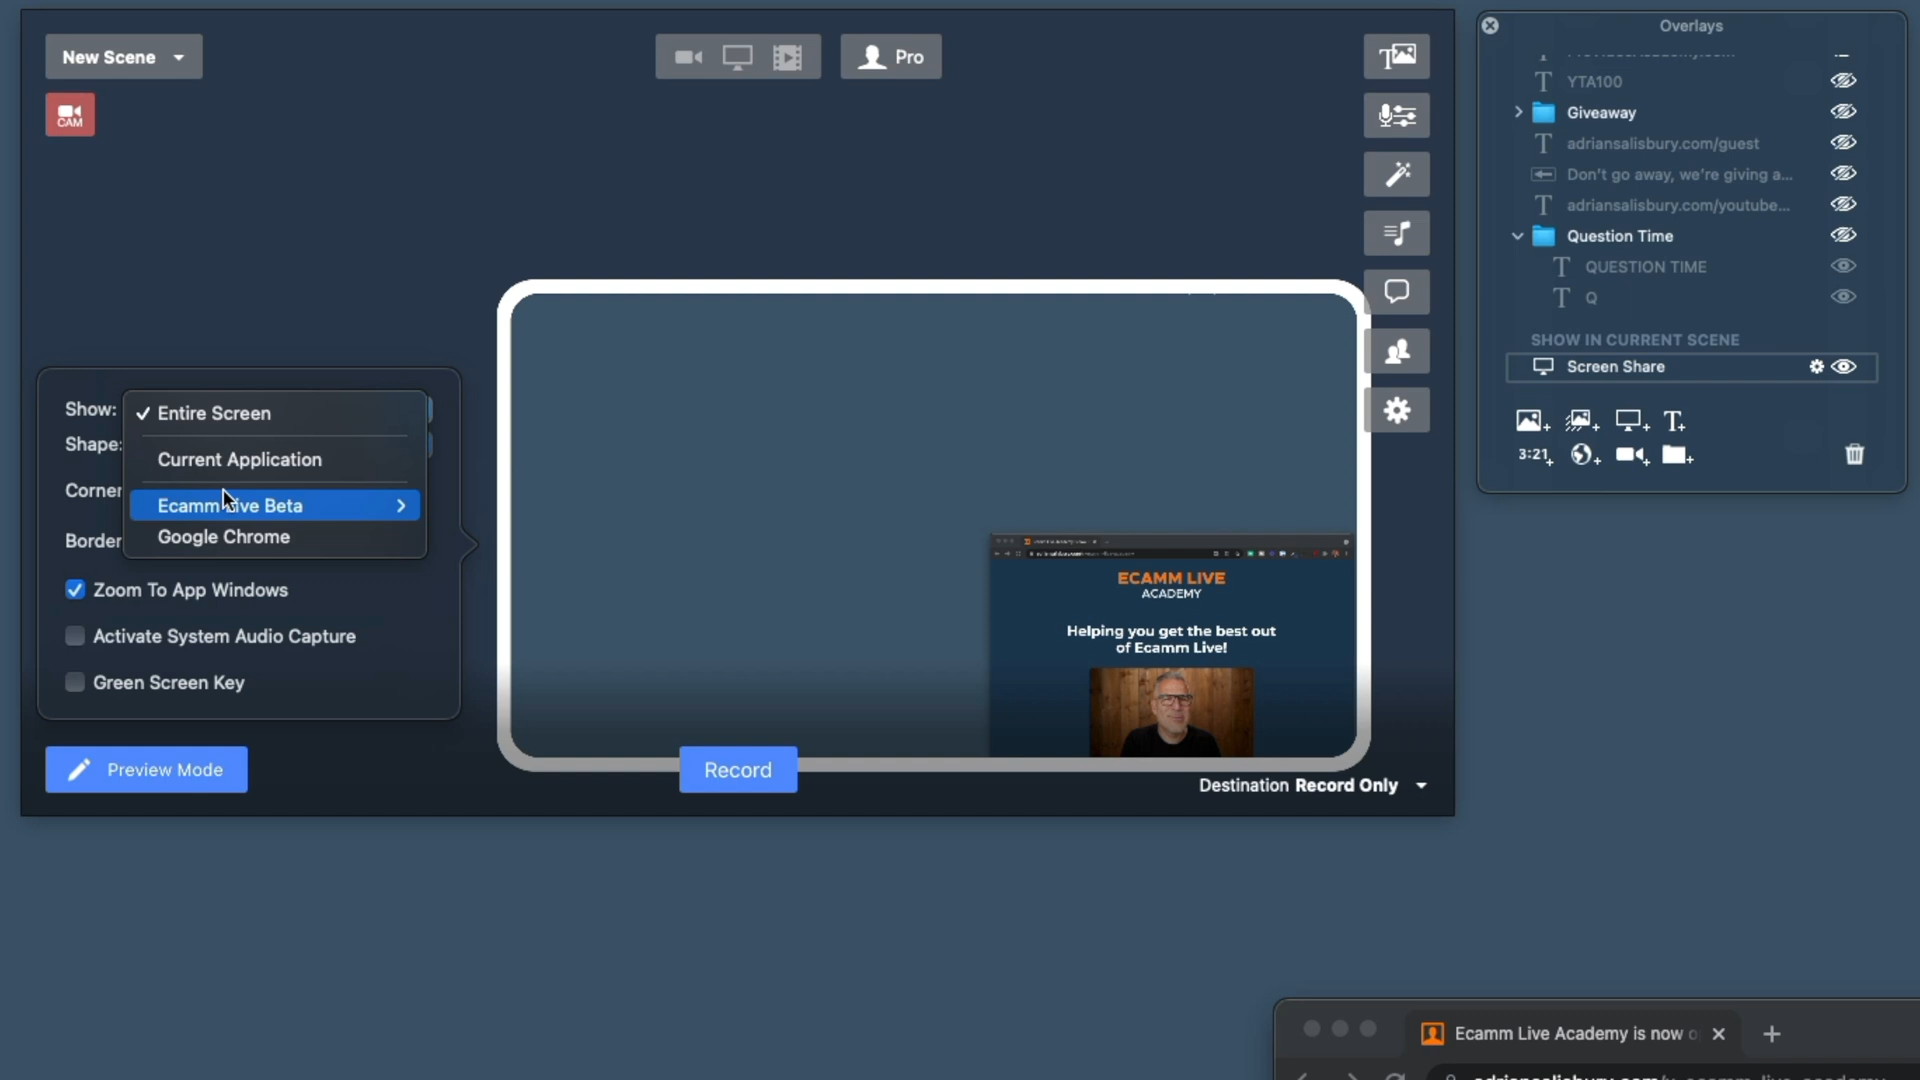 New Scene
Pro
CAM
Show:
Entire Screen
Shape:
Current Application
Corner
Ecamm Live Beta
Google Chrome
Border
Zoom To App Windows
Activate System Audio Capture
Green Screen Key
Preview Mode
Record
Destination Record Only
ECAMM LIVE
ACADEMY
Helping you get the best out
of Ecamm Live!
Overlays
YTA100
Giveaway
adriansalisbury.com/guest
Don't go away, we're giving a...
adriansalisbury.com/youtube...
Question Time
QUESTION TIME
Q
SHOW IN CURRENT SCENE
Screen Share
3:21
Ecamm Live Academy is now o